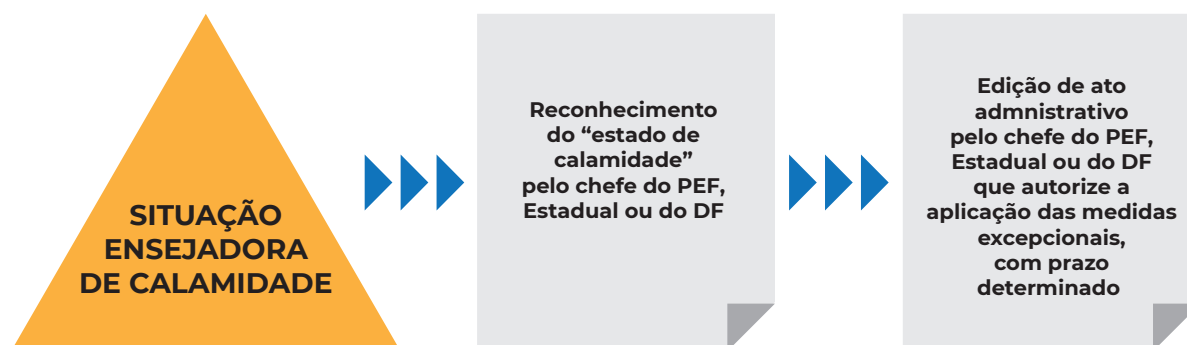 SITUAÇÃO
ENSEJADORA
DE CALAMIDADE
Reconhecimento
do “estado de
calamidade”
pelo chefe do PEF,
Estadual ou do DF
Edição de ato
admnistrativo
pelo chefe do PEF,
Estadual ou do DF
que autorize a
aplicação das medidas
excepcionais,
com prazo
determinado